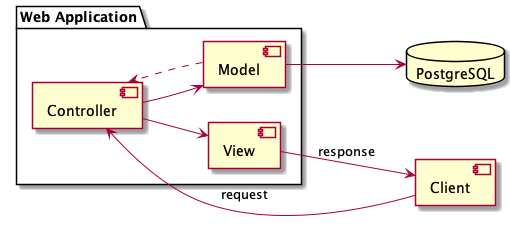 Web Application
Model
PostgreSQL
Controller
View
response
Client
request